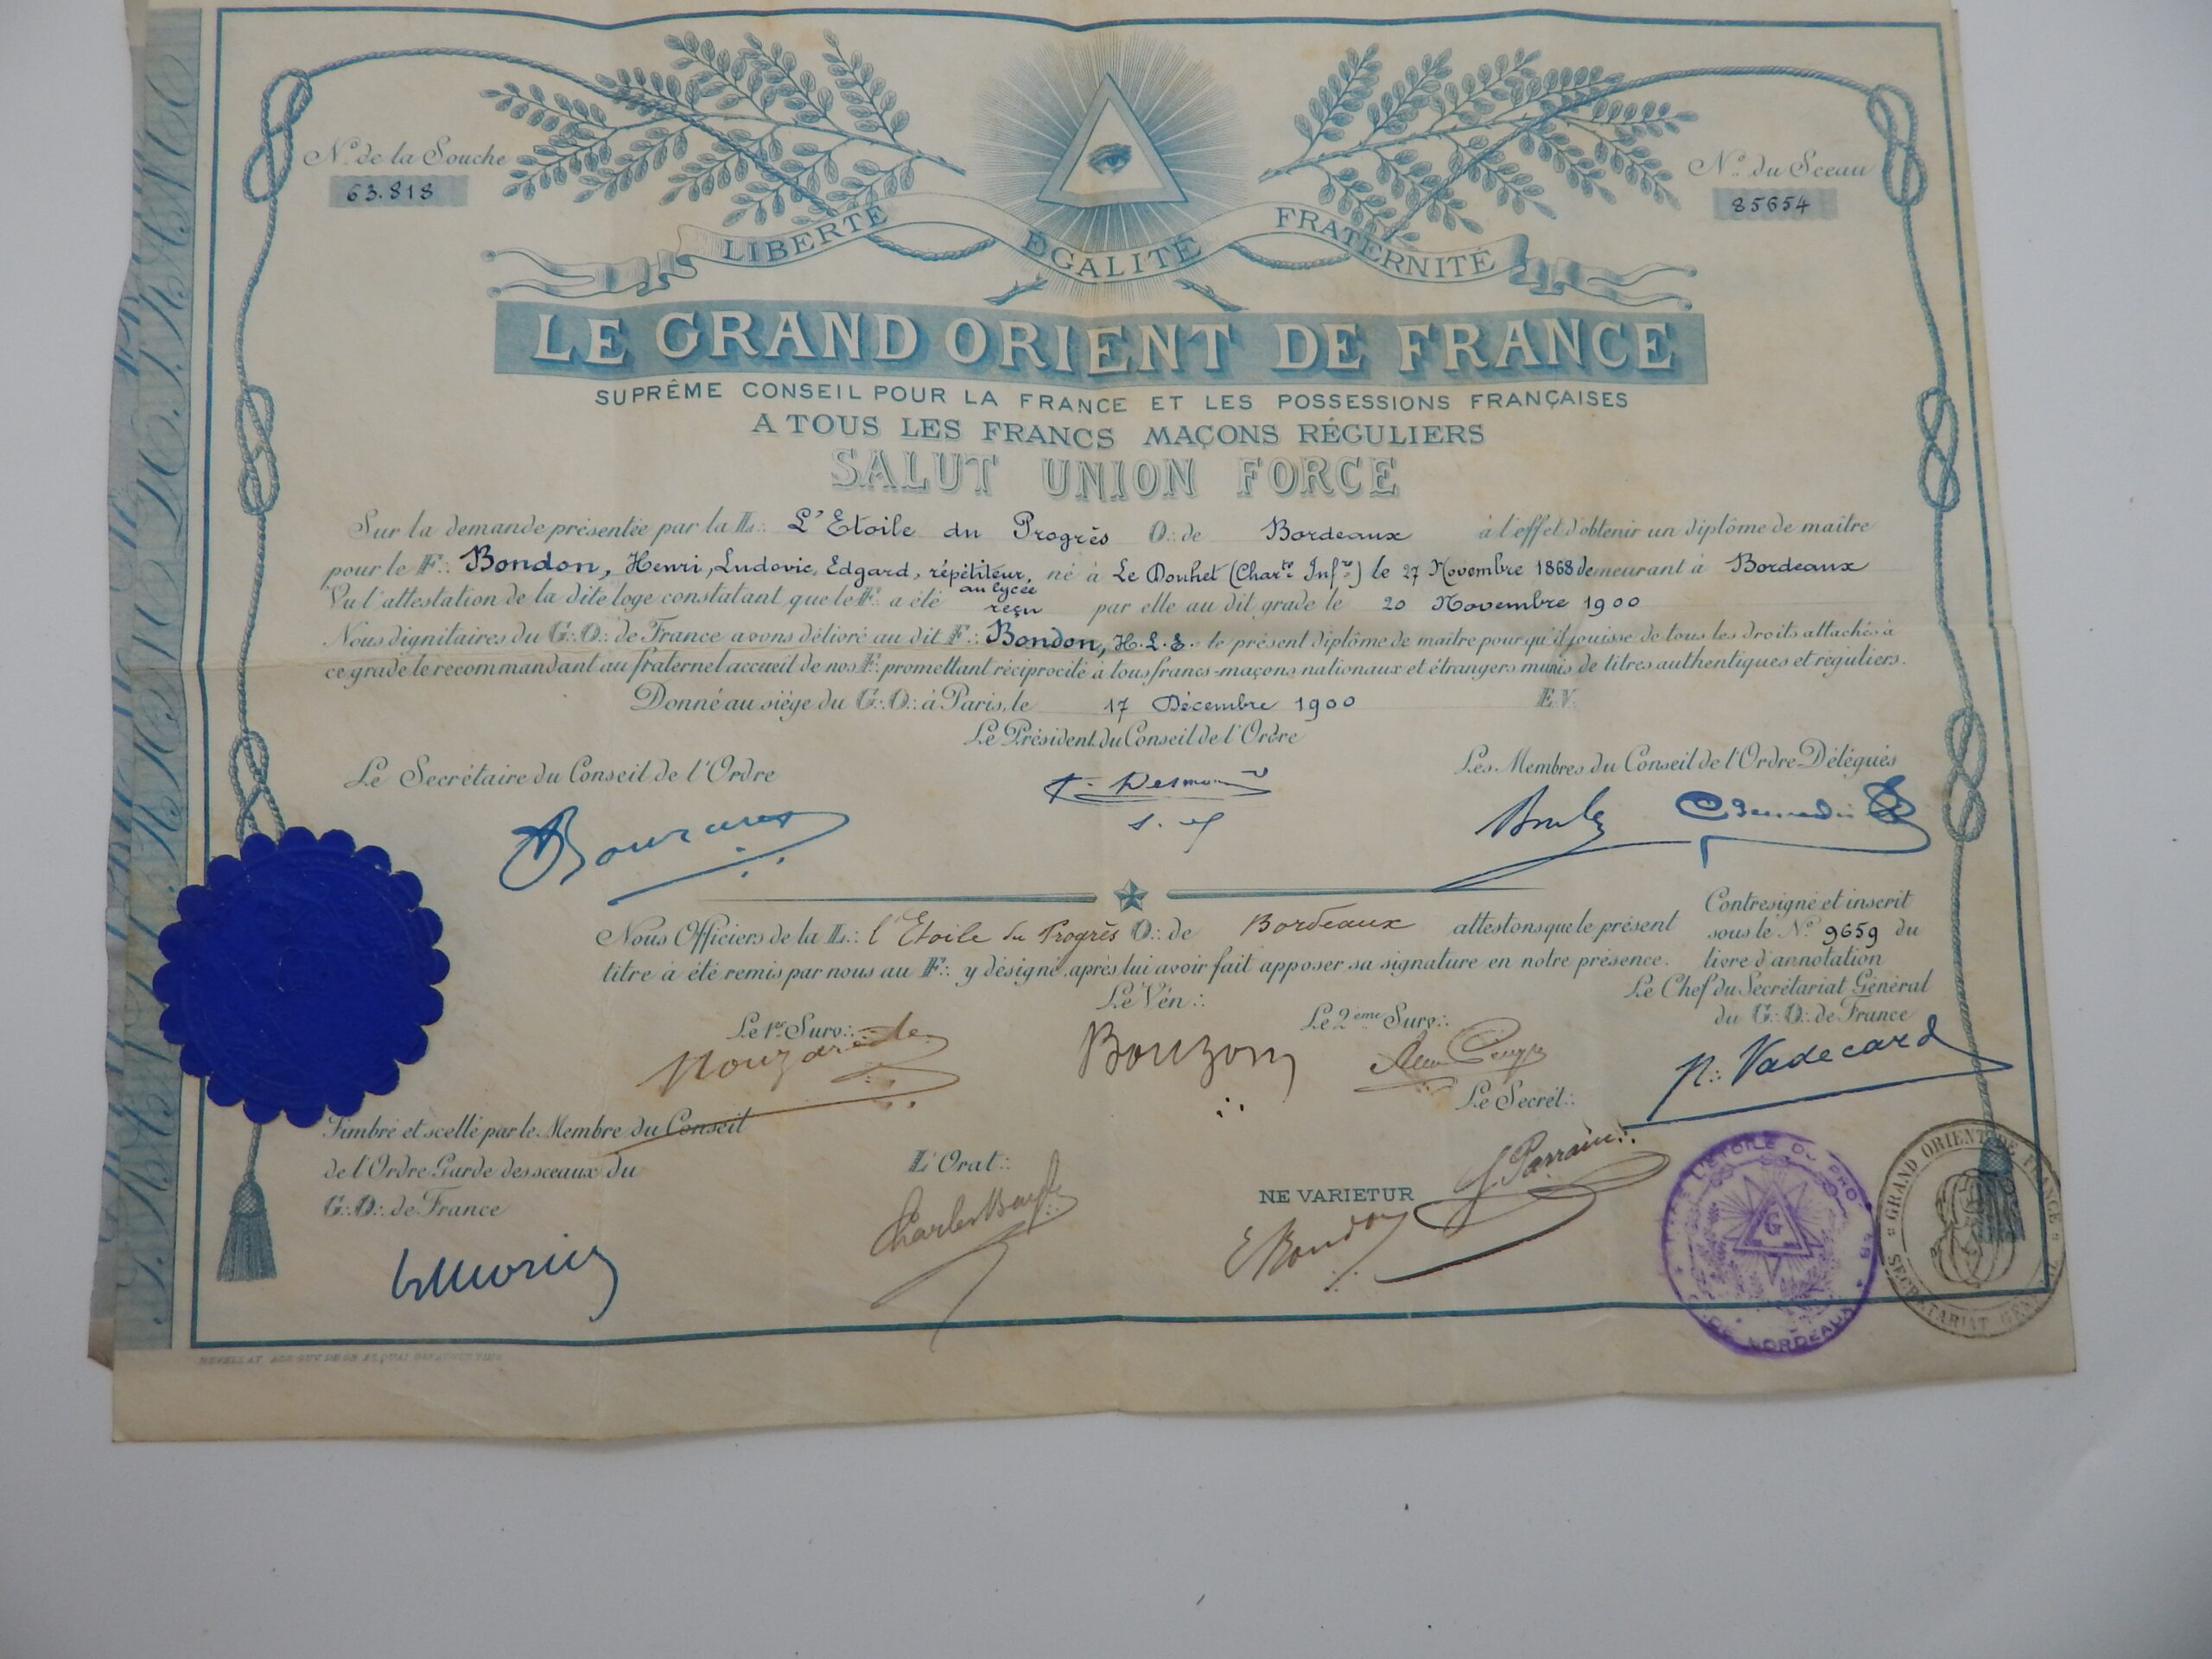 N.º de la Souche
63.818
N.º du Sceau
85654
LIBERTÉ
ÉGALITÉ
FRATERNITÉ
LE GRAND ORIENT DE FRANCE
SUPRÊME CONSEIL POUR LA FRANCE ET LES POSSESSIONS FRANÇAISES
A TOUS LES FRANCS MAÇONS RÉGULIERS
SALUT UNION FORCE
Sur la demande présentée par la L∴ L'Etoile du Progrès O∴ de Bordeaux à l'effet d'obtenir un diplôme de maître
pour le F∴ Bondon, Henri, Ludovic, Edgard, répétiteur, au lycée né à Le Douhet (Charte Infre) le 27 Novembre 1868 demeurant à Bordeaux
Vu l'attestation de la dite loge constatant que le F∴ a été reçu par elle au dit grade le 20 Novembre 1900
Nous dignitaires du G∴O∴ de France avons délivré au dit F∴ Bondon, H. L. E. le présent diplôme de maître pour qu'il jouisse de tous les droits attachés à
ce grade le recommandant au fraternel accueil de nos F∴ promettant réciprocité à tous francs-maçons nationaux et étrangers munis de titres authentiques et réguliers.
Donné au siège du G∴O∴ à Paris, le 17 Décembre 1900 E∴V∴
Le Président du Conseil de l'Ordre
Le Secrétaire du Conseil de l'Ordre
Les Membres du Conseil de l'Ordre Délégués
Nous Officiers de la L∴ l'Etoile du Progrès O∴ de Bordeaux attestons que le présent
titre à été remis par nous au F∴ y désigné après lui avoir fait apposer sa signature en notre présence.
Contresigné et inscrit
sous le N.º 9659 du
livre d'annotation
Le Chef du Secrétariat Général
du G∴O∴ de France
N∴ Vadecard
Le Vén∴
Bouzon
Le 1er Surv∴
Le 2ème Surv∴
Le Secrét∴
Timbré et scellé par le Membre du Conseil
de l'Ordre Garde des sceaux du
G∴O∴ de France
L'Orat∴
NE VARIETUR
E Bondon
L'ETOILE DU PRO
DE BORDEAUX
G
GRAND ORIENT DE FRANCE
SECRETARIAT GEN